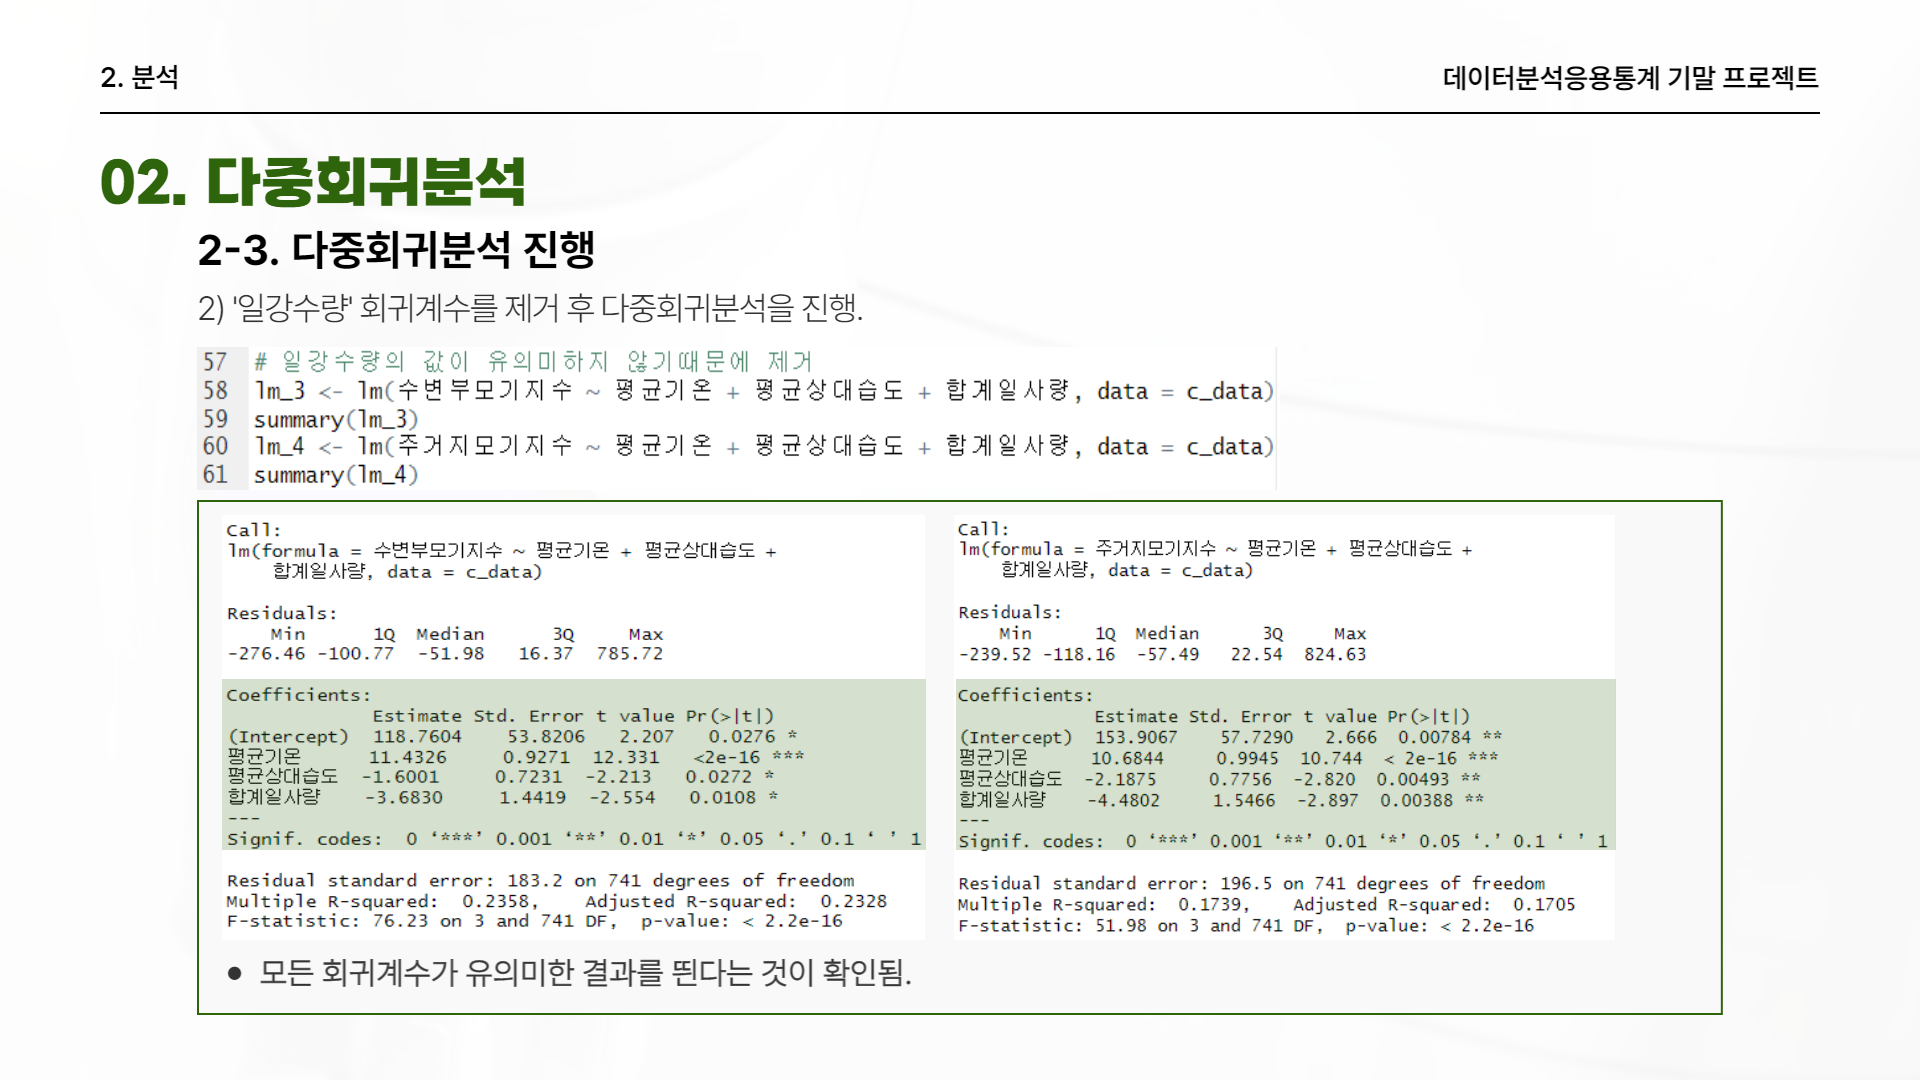 2. 분석
데이터분석응용통계 기말 프로젝트
02. 다중회귀분석
2-3. 다중회귀분석 진행
2) '일강수량' 회귀계수를 제거 후 다중회귀분석을 진행.
57 # 일강수량의 값이 유의미하지 않기때문에 제거
58 lm_3 <- lm(수변부모기지수 ~ 평균기온 + 평균상대습도 + 합계일사량, data = c_data)
59 summary(lm_3)
60 lm_4 <- lm(주거지모기지수 ~ 평균기온 + 평균상대습도 + 합계일사량, data = c_data)
61 summary(lm_4)
Call:
lm(formula = 수변부모기지수 ~ 평균기온 + 평균상대습도 +
합계일사량, data = c_data)
Residuals:
Min 1Q Median 3Q Max
-276.46 -100.77 -51.98 16.37 785.72
Coefficients:
Estimate Std. Error t value Pr(>|t|)
(Intercept) 118.7604 53.8206 2.207 0.0276 *
평균기온 11.4326 0.9271 12.331 <2e-16 ***
평균상대습도 -1.6001 0.7231 -2.213 0.0272 *
합계일사량 -3.6830 1.4419 -2.554 0.0108 *
---
Signif. codes: 0 ‘***’ 0.001 ‘**’ 0.01 ‘*’ 0.05 ‘.’ 0.1 ‘ ’ 1
Residual standard error: 183.2 on 741 degrees of freedom
Multiple R-squared: 0.2358, Adjusted R-squared: 0.2328
F-statistic: 76.23 on 3 and 741 DF, p-value: < 2.2e-16
Call:
lm(formula = 주거지모기지수 ~ 평균기온 + 평균상대습도 +
합계일사량, data = c_data)
Residuals:
Min 1Q Median 3Q Max
-239.52 -118.16 -57.49 22.54 824.63
Coefficients:
Estimate Std. Error t value Pr(>|t|)
(Intercept) 153.9067 57.7290 2.666 0.00784 **
평균기온 10.6844 0.9945 10.744 < 2e-16 ***
평균상대습도 -2.1875 0.7756 -2.820 0.00493 **
합계일사량 -4.4802 1.5466 -2.897 0.00388 **
---
Signif. codes: 0 ‘***’ 0.001 ‘**’ 0.01 ‘*’ 0.05 ‘.’ 0.1 ‘ ’ 1
Residual standard error: 196.5 on 741 degrees of freedom
Multiple R-squared: 0.1739, Adjusted R-squared: 0.1705
F-statistic: 51.98 on 3 and 741 DF, p-value: < 2.2e-16
● 모든 회귀계수가 유의미한 결과를 띈다는 것이 확인됨.